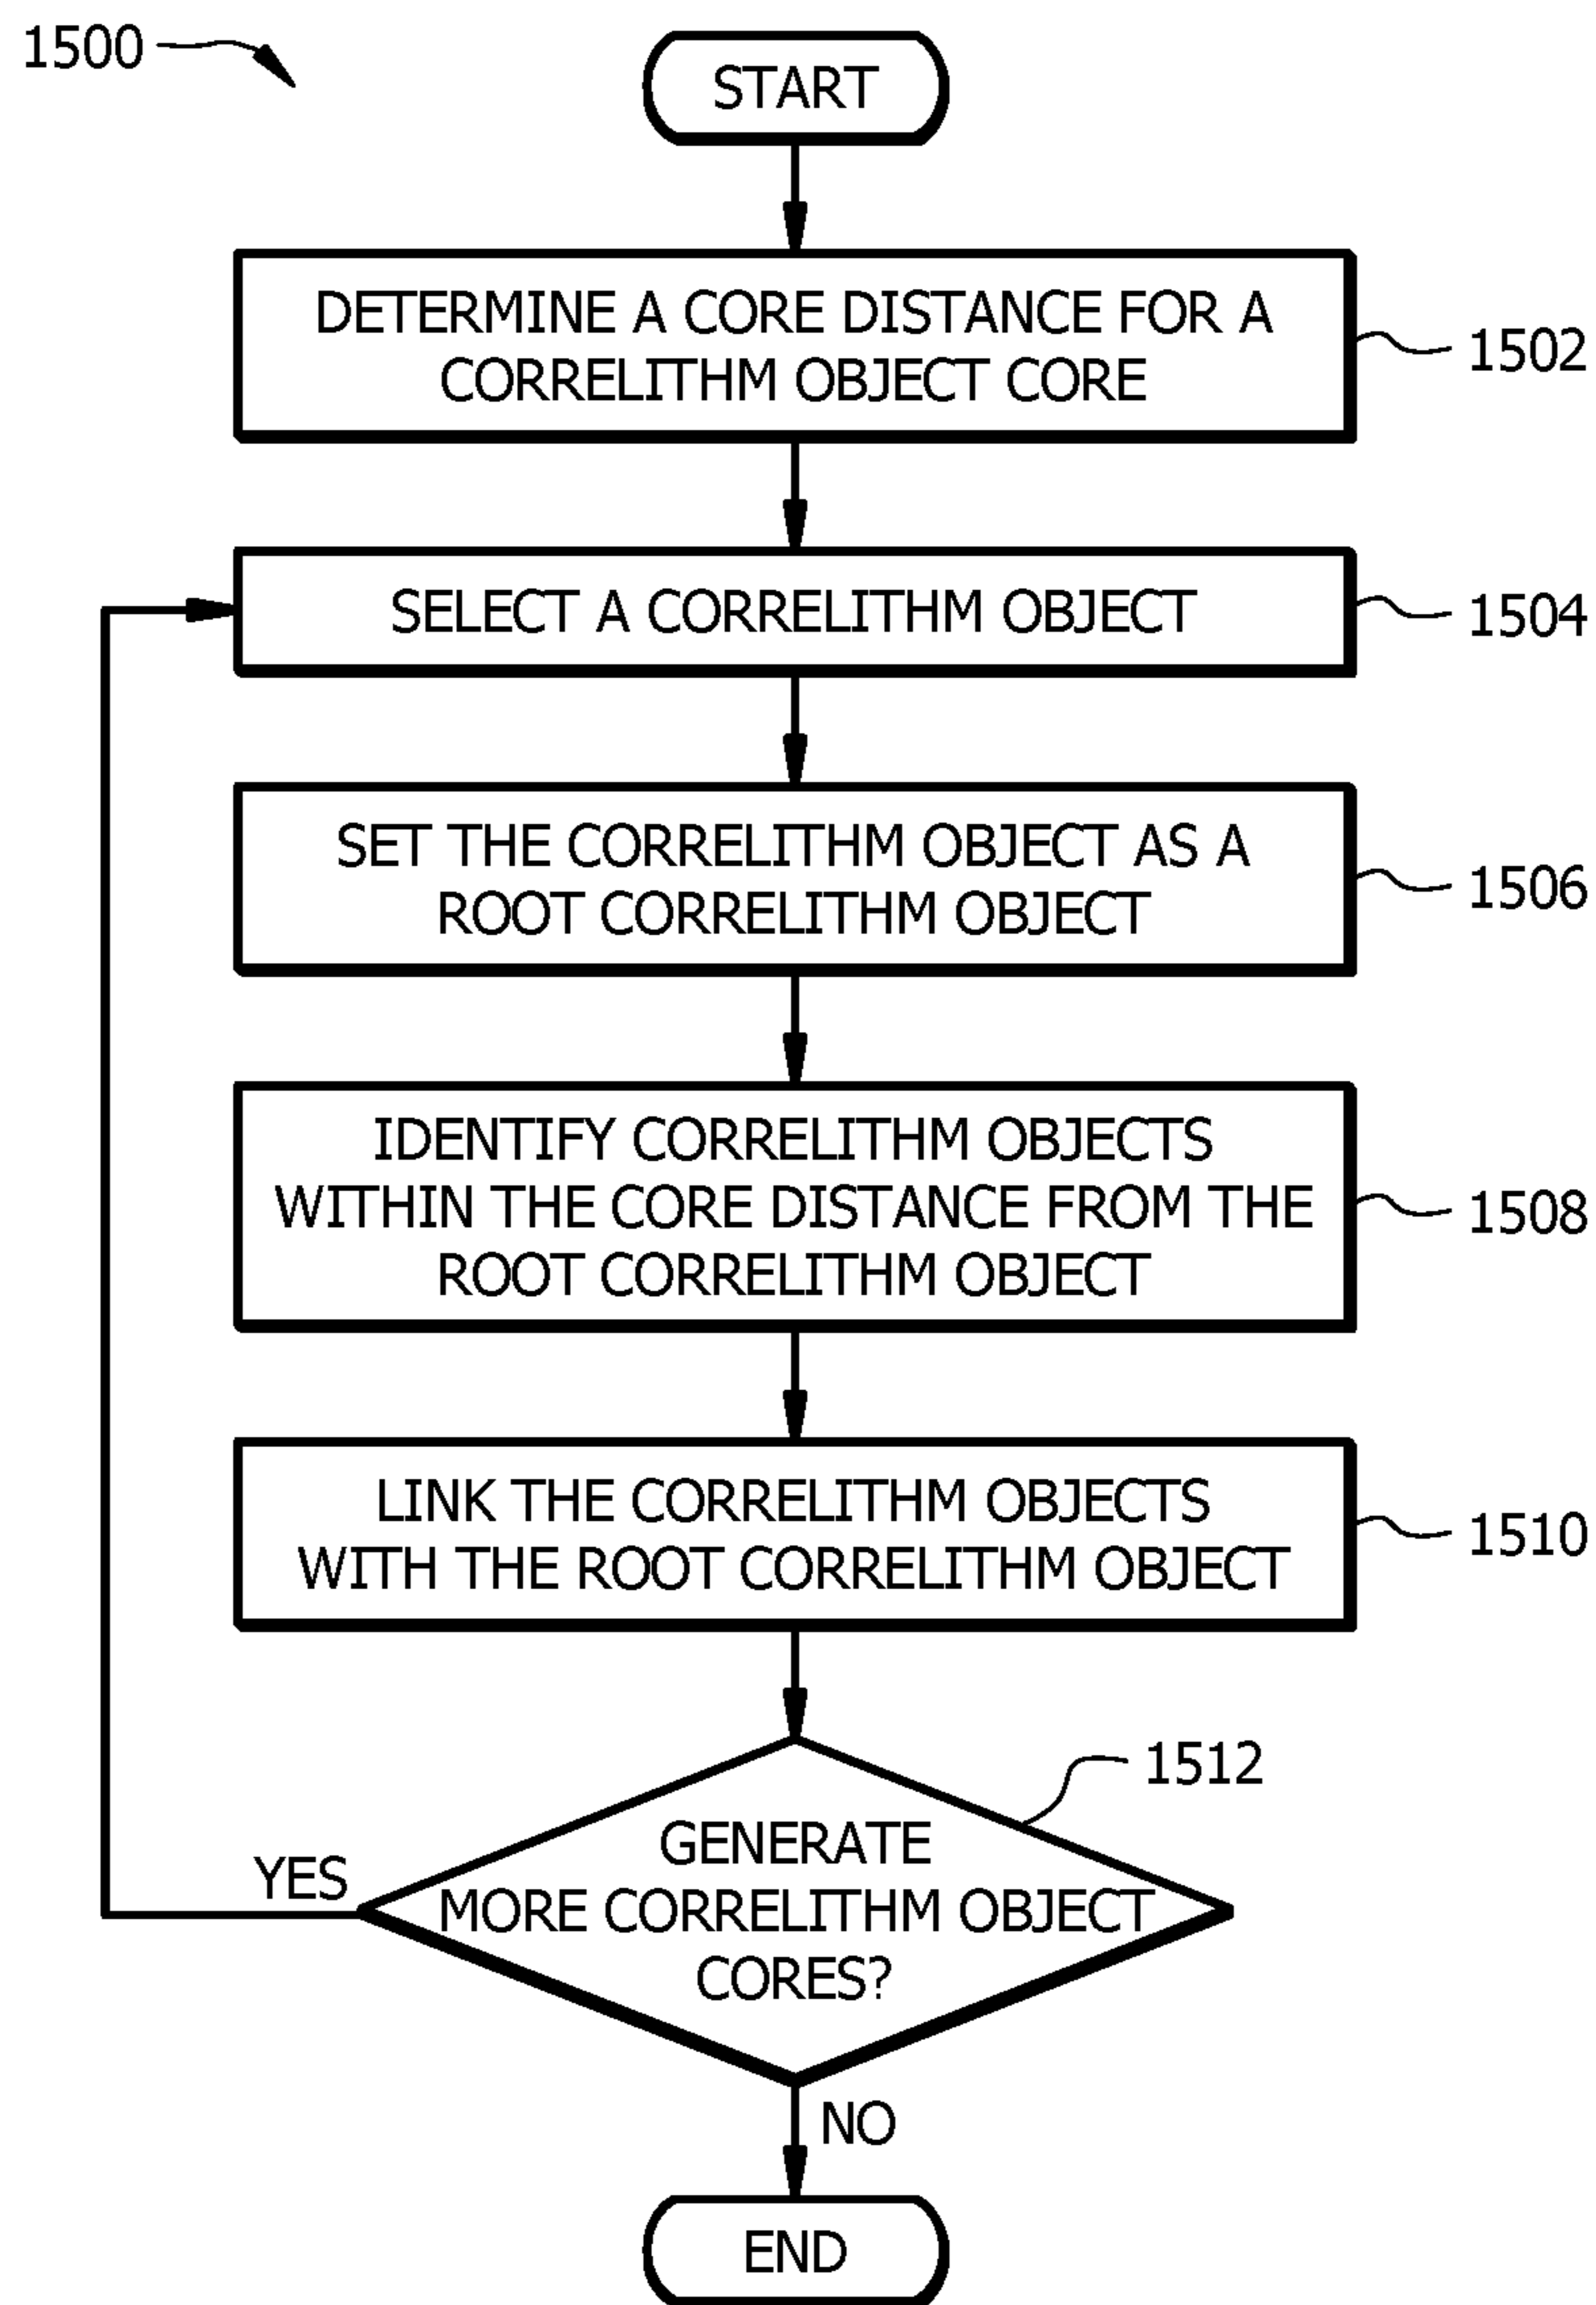 1500
START
DETERMINE A CORE DISTANCE FOR A
CORRELITHM OBJECT CORE
1502
SELECT A CORRELITHM OBJECT
1504
SET THE CORRELITHM OBJECT AS A
ROOT CORRELITHM OBJECT
1506
IDENTIFY CORRELITHM OBJECTS
WITHIN THE CORE DISTANCE FROM THE
ROOT CORRELITHM OBJECT
1508
LINK THE CORRELITHM OBJECTS
WITH THE ROOT CORRELITHM OBJECT
1510
1512
GENERATE
MORE CORRELITHM OBJECT
CORES?
YES
NO
END